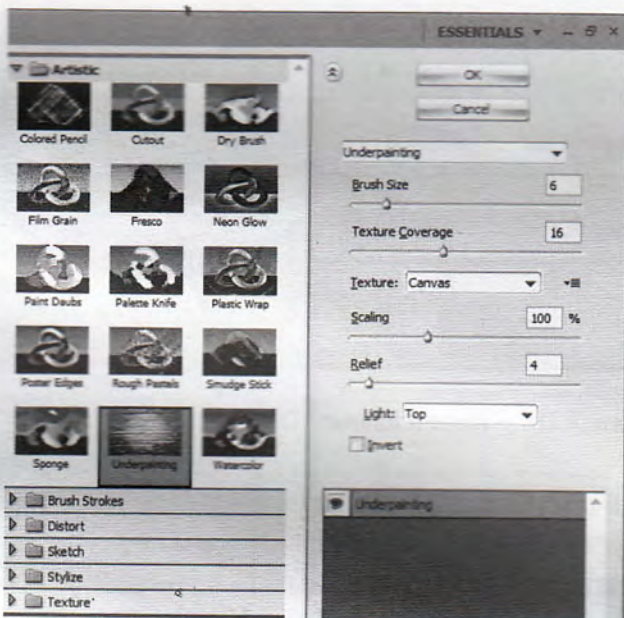 ESSENTIALS
Artistic
OK
Cancel
Colored Pencil
Cutout
Dry Brush
Underpainting
Brush Size
6
Film Grain
Fresco
Neon Glow
Texture Coverage
16
Paint Daubs
Palette Knife
Plastic Wrap
Texture: Canvas
Scaling
100 %
Poster Edges
Rough Pastels
Smudge Stick
Relief
4
Light: Top
Sponge
Underpainting
Watercolor
Invert
Brush Strokes
Underpainting
Distort
Sketch
Stylize
Texture